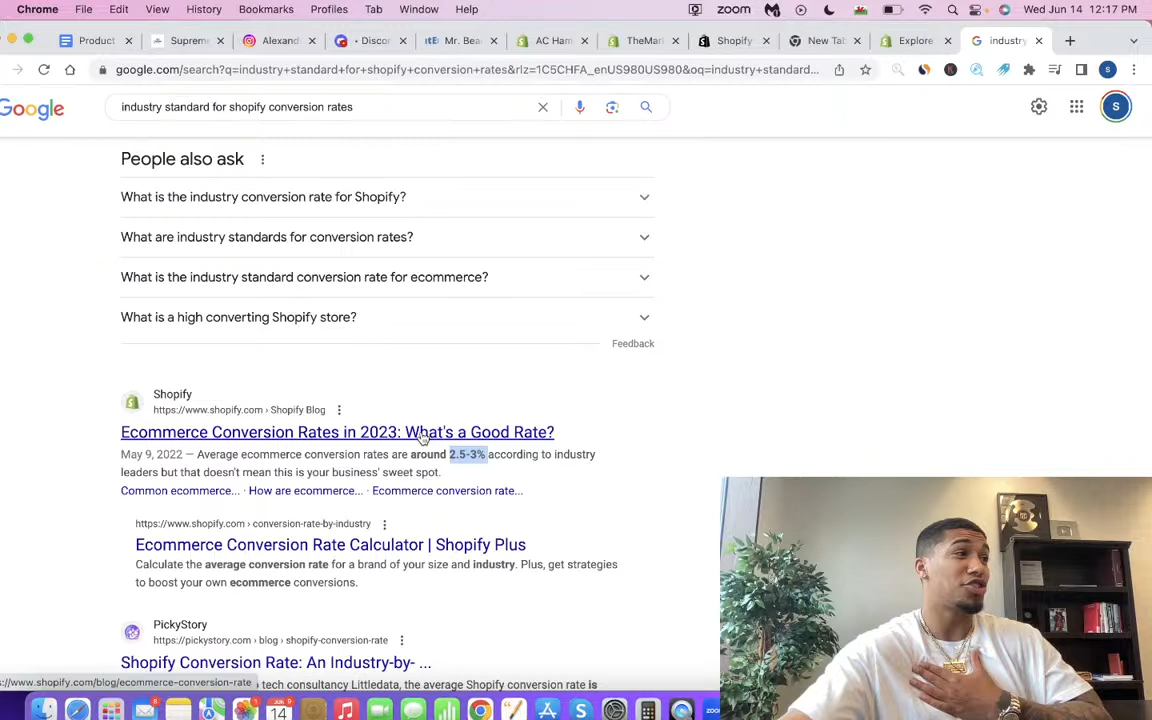 Chrome File Edit View History Bookmarks Profiles Tab Window Help zoom Wed Jun 14 12:17 PM
Product Supreme Alexand Discor Mr. Bea AC Ham TheMar Shopify New Tab Explore industry
google.com/search?q=industry+standard+for+shopify+conversion+rates&rlz=1C5CHFA_enUS980US980&oq=industry+standard...
Google industry standard for shopify conversion rates S
People also ask
What is the industry conversion rate for Shopify?
What are industry standards for conversion rates?
What is the industry standard conversion rate for ecommerce?
What is a high converting Shopify store?
Feedback
Shopify
https://www.shopify.com › Shopify Blog
Ecommerce Conversion Rates in 2023: What's a Good Rate?
May 9, 2022 — Average ecommerce conversion rates are around 2.5-3% according to industry
leaders but that doesn't mean this is your business' sweet spot.
Common ecommerce... · How are ecommerce... · Ecommerce conversion rate...
https://www.shopify.com › conversion-rate-by-industry
Ecommerce Conversion Rate Calculator | Shopify Plus
Calculate the average conversion rate for a brand of your size and industry. Plus, get strategies
to boost your own ecommerce conversions.
PickyStory
https://pickystory.com › blog › shopify-conversion-rate
Shopify Conversion Rate: An Industry-by- ...
s://www.shopify.com/blog/ecommerce-conversion-rate tech consultancy Littledata, the average Shopify conversion rate is
14 zoom